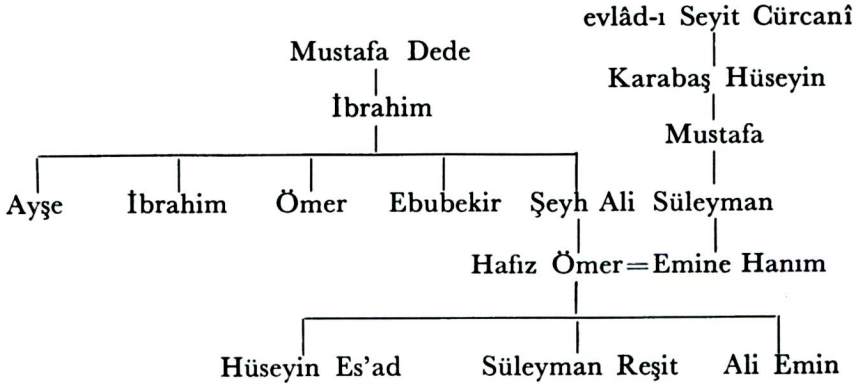 evlâd-ı Seyit Cürcanî
Mustafa Dede
Karabaş Hüseyin
İbrahim
Mustafa
Ayşe İbrahim Ömer Ebubekir Şeyh Ali Süleyman
Hafız Ömer=Emine Hanım
Hüseyin Es’ad Süleyman Reşit Ali Emin